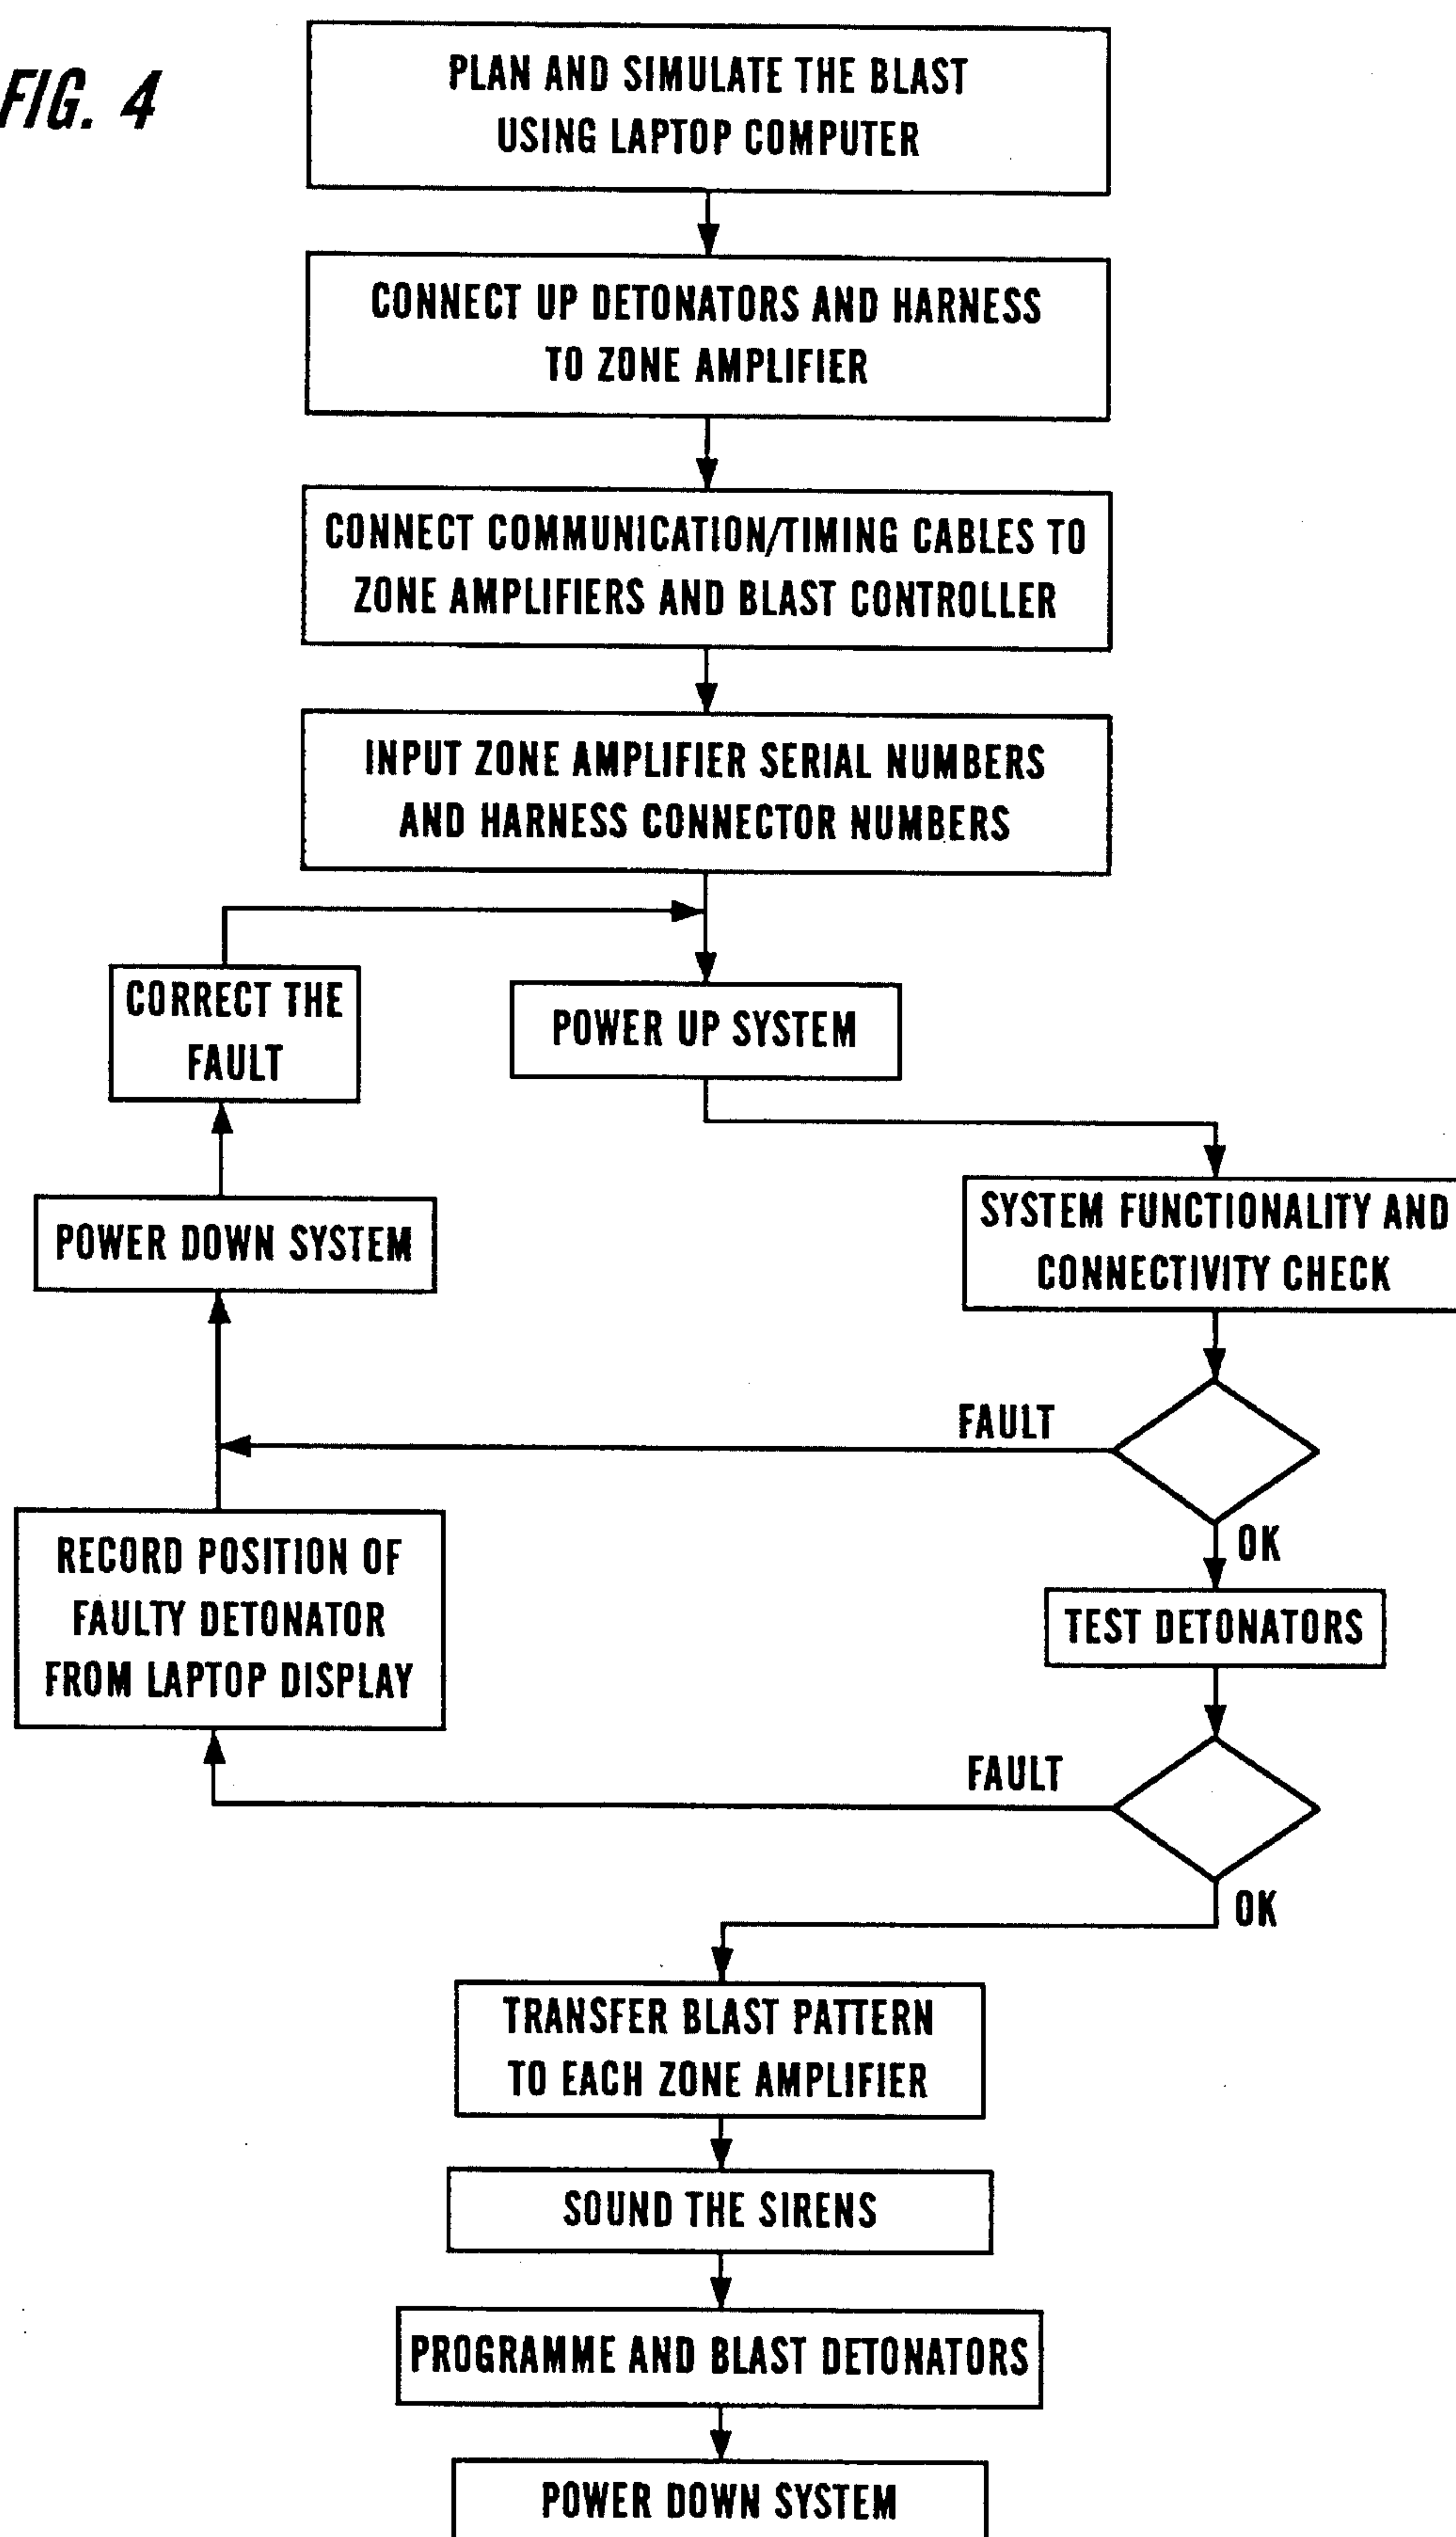 FIG. 4
PLAN AND SIMULATE THE BLAST
USING LAPTOP COMPUTER
CONNECT UP DETONATORS AND HARNESS
TO ZONE AMPLIFIER
CONNECT COMMUNICATION/TIMING CABLES TO
ZONE AMPLIFIERS AND BLAST CONTROLLER
INPUT ZONE AMPLIFIER SERIAL NUMBERS
AND HARNESS CONNECTOR NUMBERS
CORRECT THE
FAULT
POWER UP SYSTEM
POWER DOWN SYSTEM
SYSTEM FUNCTIONALITY AND
CONNECTIVITY CHECK
FAULT
OK
RECORD POSITION OF
FAULTY DETONATOR
FROM LAPTOP DISPLAY
TEST DETONATORS
FAULT
OK
TRANSFER BLAST PATTERN
TO EACH ZONE AMPLIFIER
SOUND THE SIRENS
PROGRAMME AND BLAST DETONATORS
POWER DOWN SYSTEM